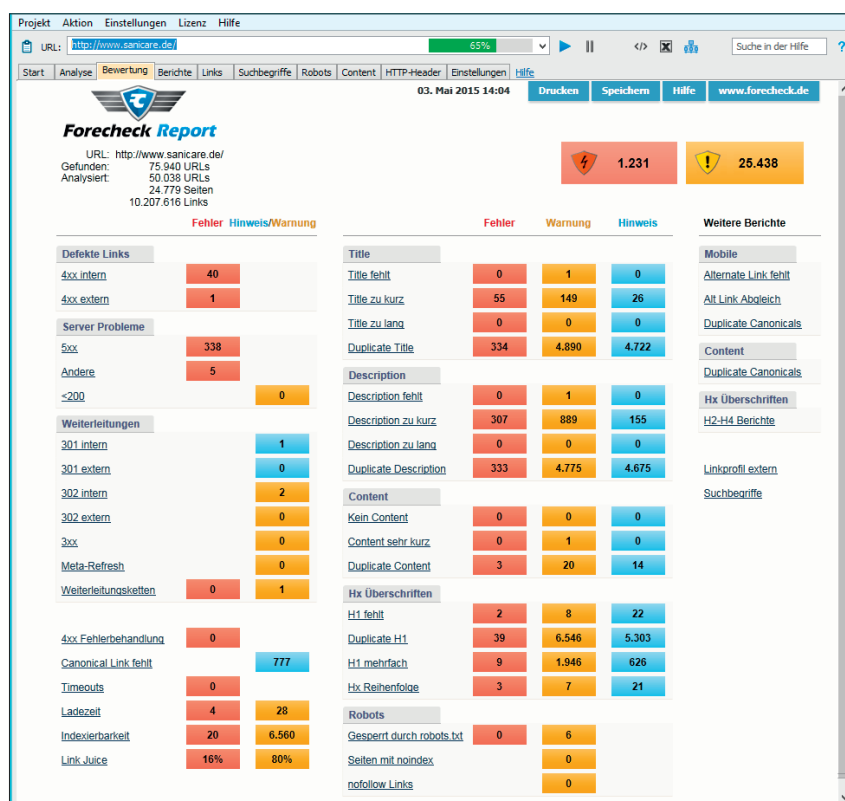 Projekt Aktion Einstellungen Lizenz Hilfe
URL: http://www.sanicare.de/ 65% </> Suche in der Hilfe ?
Start Analyse Bewertung Berichte Links Suchbegriffe Robots Content HTTP-Header Einstellungen Hilfe
03. Mai 2015 14:04 Drucken Speichern Hilfe www.forecheck.de
Forecheck Report
URL: http://www.sanicare.de/
Gefunden: 75.940 URLs
Analysiert: 50.038 URLs
24.779 Seiten
10.207.616 Links
1.231 25.438
Fehler Hinweis/Warnung
Defekte Links
4xx intern 40
4xx extern 1
Server Probleme
5xx 338
Andere 5
<200 0
Weiterleitungen
301 intern 1
301 extern 0
302 intern 2
302 extern 0
3xx 0
Meta-Refresh 0
Weiterleitungsketten 0 1
4xx Fehlerbehandlung 0
Canonical Link fehlt 777
Timeouts 0
Ladezeit 4 28
Indexierbarkeit 20 6.560
Link Juice 16% 80%
Fehler Warnung Hinweis
Title
Title fehlt 0 1 0
Title zu kurz 55 149 26
Title zu lang 0 0 0
Duplicate Title 334 4.890 4.722
Description
Description fehlt 0 1 0
Description zu kurz 307 889 155
Description zu lang 0 0 0
Duplicate Description 333 4.775 4.675
Content
Kein Content 0 0 0
Content sehr kurz 0 1 0
Duplicate Content 3 20 14
Hx Überschriften
H1 fehlt 2 8 22
Duplicate H1 39 6.546 5.303
H1 mehrfach 9 1.946 626
Hx Reihenfolge 3 7 21
Robots
Gesperrt durch robots.txt 0 6
Seiten mit noindex 0
nofollow Links 0
Weitere Berichte
Mobile
Alternate Link fehlt
Alt Link Abgleich
Duplicate Canonicals
Content
Duplicate Canonicals
Hx Überschriften
H2-H4 Berichte
Linkprofil extern
Suchbegriffe